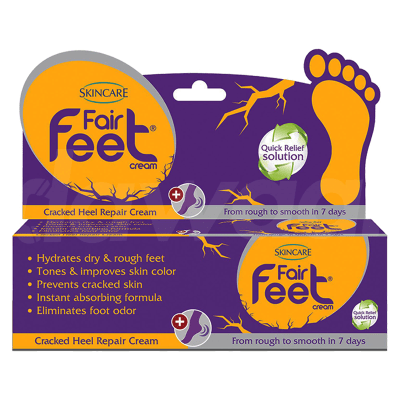 SKINCARE
Fair
feet®
cream
Quick Relief
solution
Cracked Heel Repair Cream
From rough to smooth in 7 days
• Hydrates dry & rough feet
• Tones & improves skin color
• Prevents cracked skin
• Instant absorbing formula
• Eliminates foot odor
SKINCARE
Fair
feet®
cream
Quick Relief
solution
Cracked Heel Repair Cream
From rough to smooth in 7 days